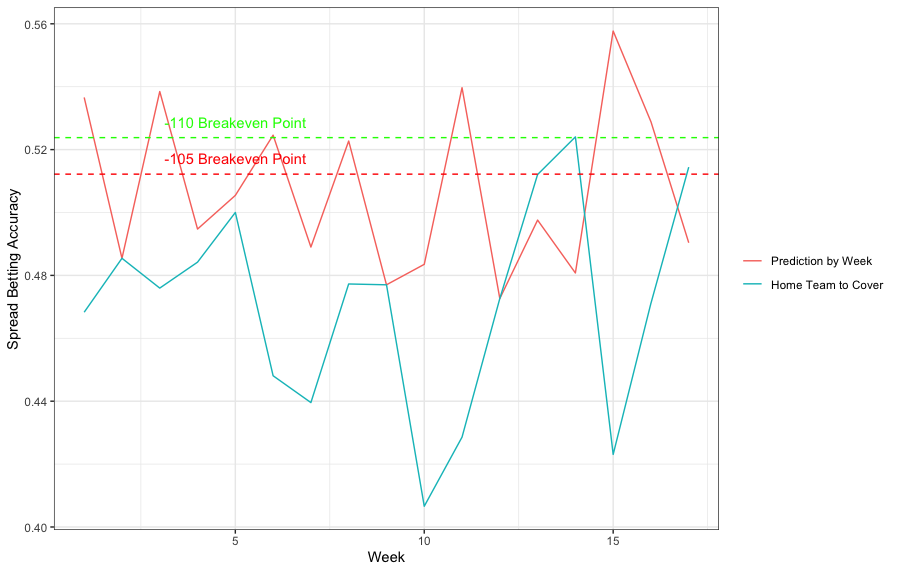 0.56
0.52
0.48
0.44
0.40
Spread Betting Accuracy
-110 Breakeven Point
-105 Breakeven Point
5
10
15
Week
Prediction by Week
Home Team to Cover